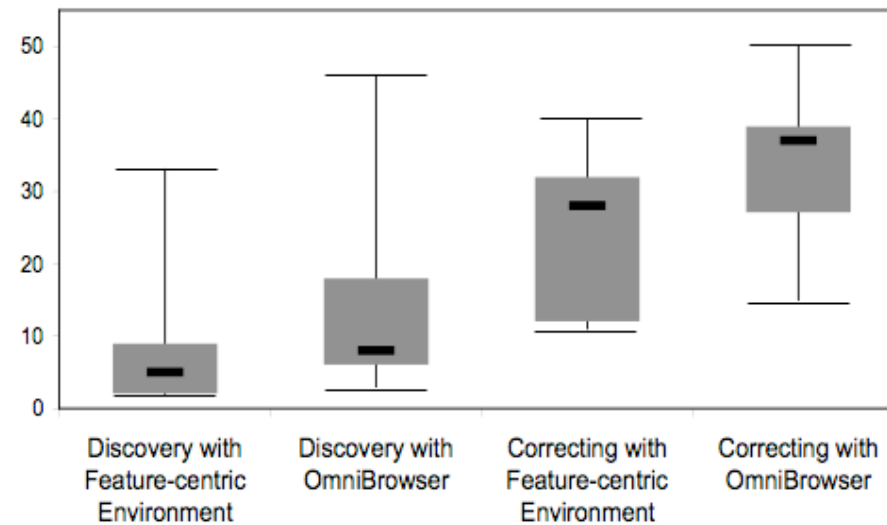 50
40
30
20
10
0
Discovery with
Feature-centric
Environment
Discovery with
OmniBrowser
Correcting with
Feature-centric
Environment
Correcting with
OmniBrowser